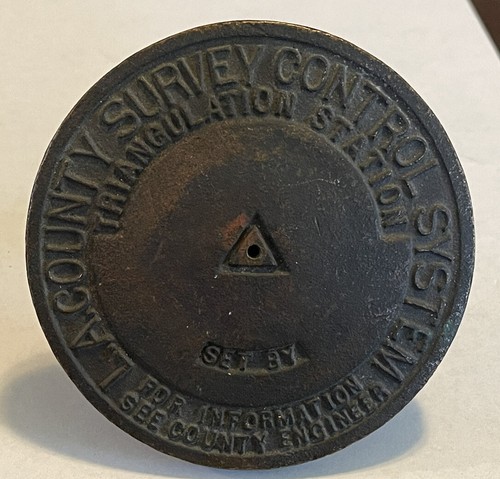 L.A. COUNTY SURVEY CONTROL SYSTEM
TRIANGULATION STATION
SET BY
FOR INFORMATION
SEE COUNTY ENGINEER